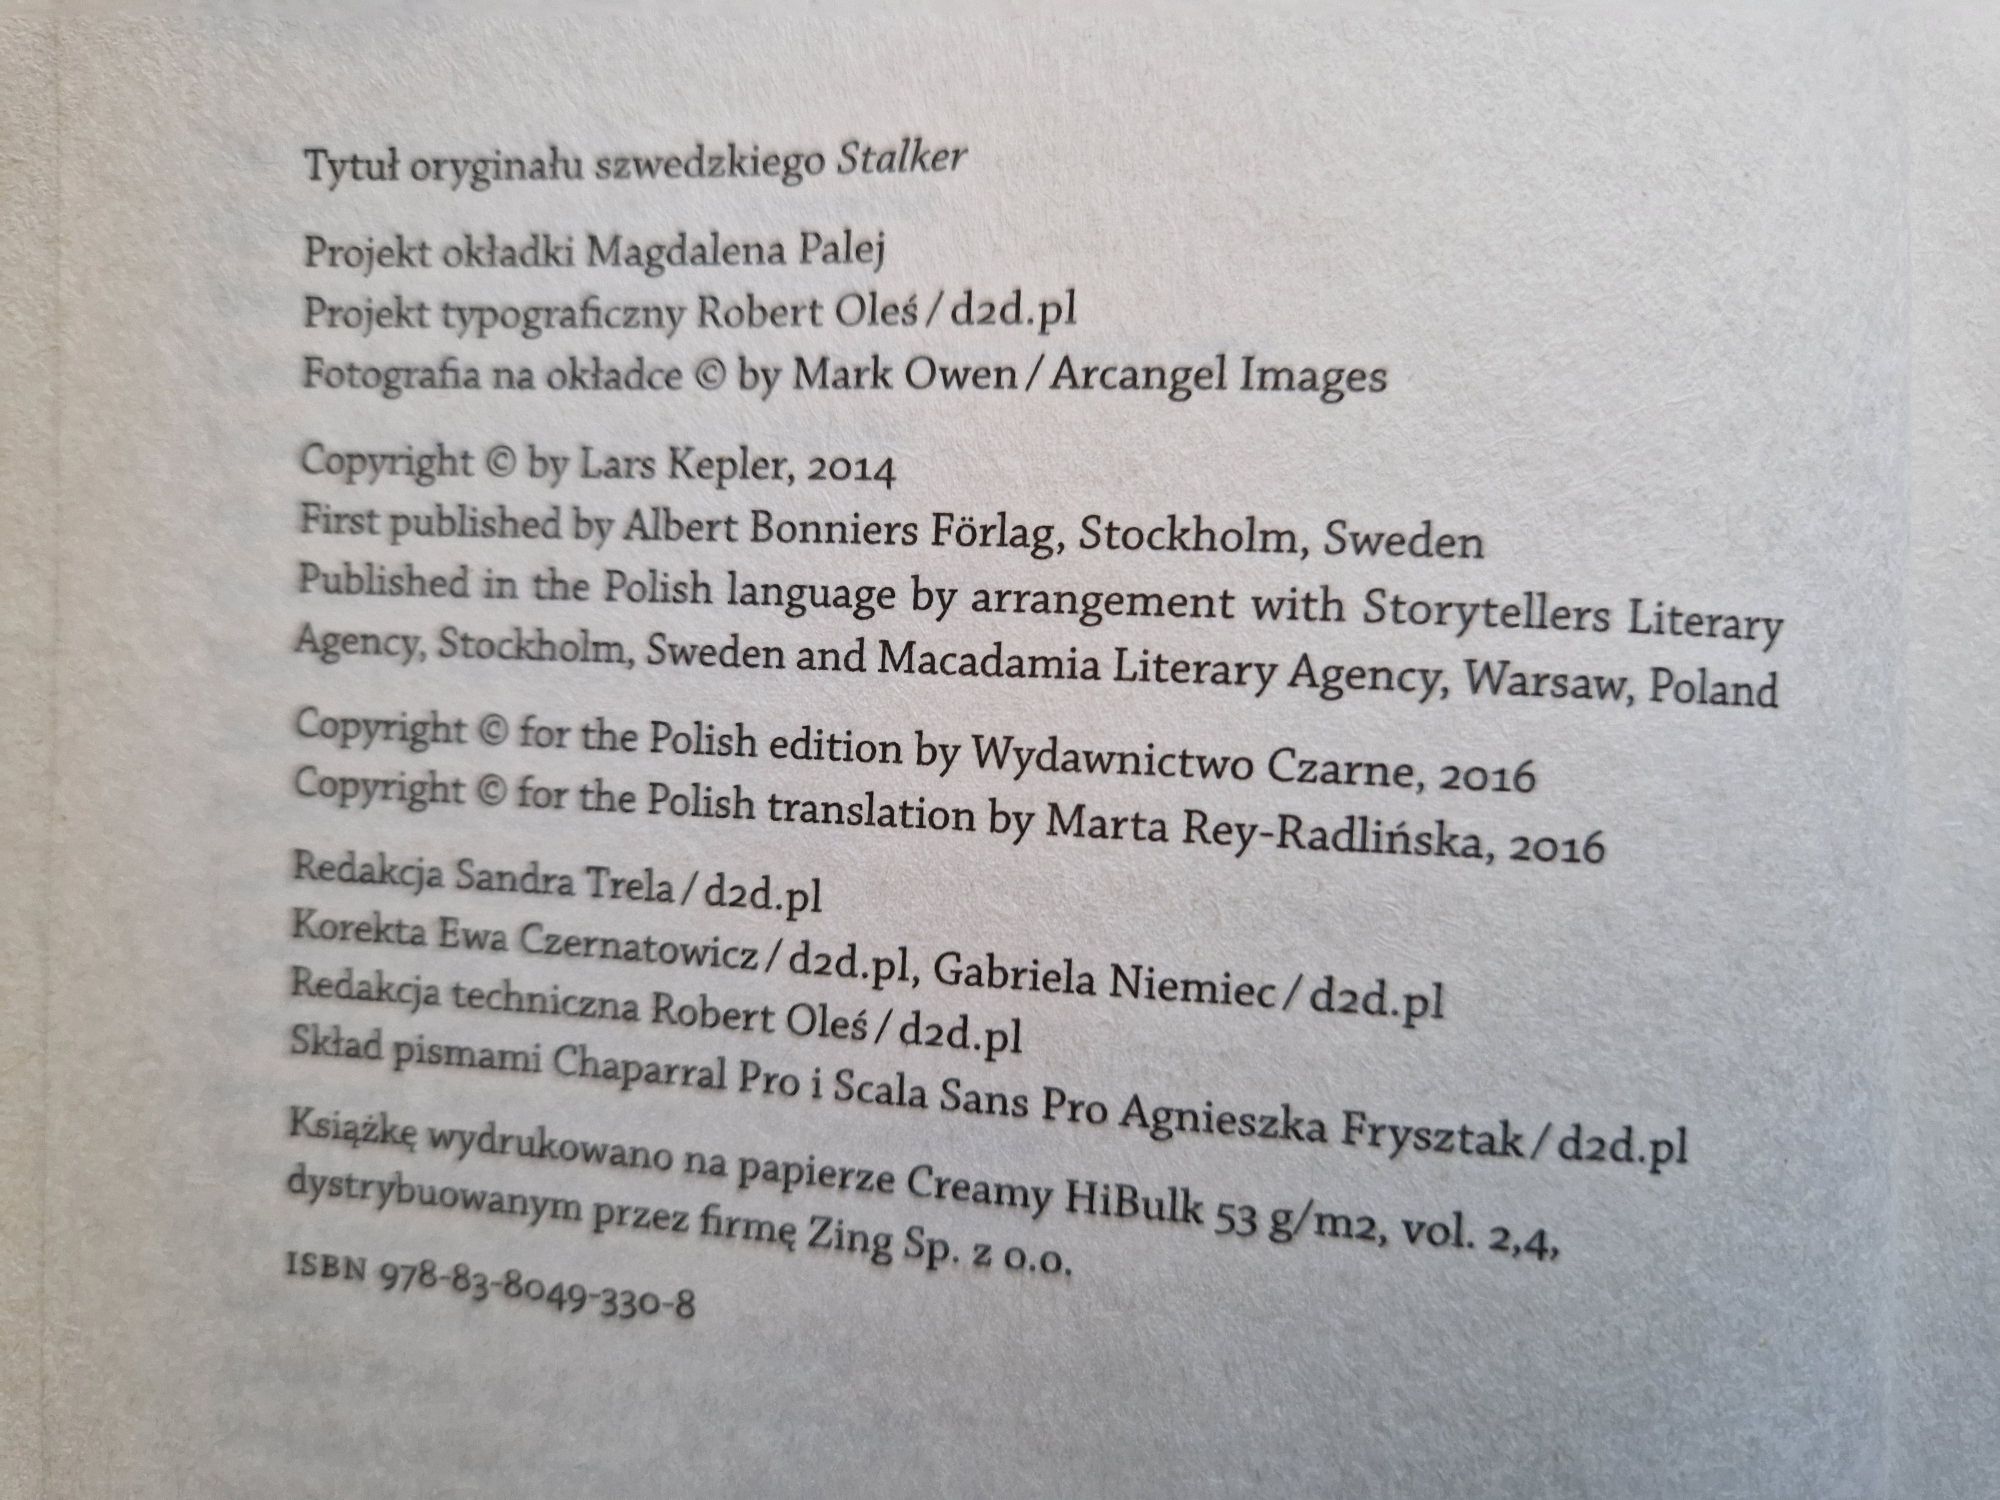 Tytuł oryginału szwedzkiego Stalker
Projekt okładki Magdalena Palej
Projekt typograficzny Robert Oleś / d2d.pl
Fotografia na okładce © by Mark Owen / Arcangel Images
Copyright © by Lars Kepler, 2014
First published by Albert Bonniers Förlag, Stockholm, Sweden
Published in the Polish language by arrangement with Storytellers Literary
Agency, Stockholm, Sweden and Macadamia Literary Agency, Warsaw, Poland
Copyright © for the Polish edition by Wydawnictwo Czarne, 2016
Copyright © for the Polish translation by Marta Rey-Radlińska, 2016
Redakcja Sandra Trela / d2d.pl
Korekta Ewa Czernatowicz / d2d.pl, Gabriela Niemiec / d2d.pl
Redakcja techniczna Robert Oleś / d2d.pl
Skład pismami Chaparral Pro i Scala Sans Pro Agnieszka Frysztak / d2d.pl
Książkę wydrukowano na papierze Creamy HiBulk 53 g/m2, vol. 2,4,
dystrybuowanym przez firmę Zing Sp. z o.o.
ISBN 978-83-8049-330-8